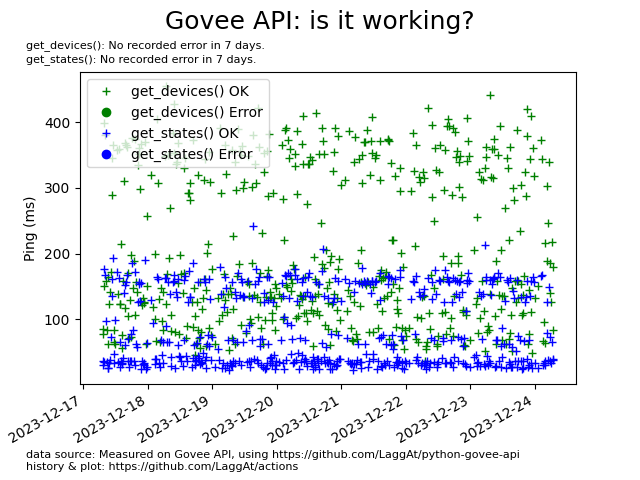 Govee API: is it working?
get_devices(): No recorded error in 7 days.
get_states(): No recorded error in 7 days.
get_devices() OK
get_devices() Error
get_states() OK
get_states() Error
Ping (ms)
400
300
200
100
2023-12-17
2023-12-18
2023-12-19
2023-12-20
2023-12-21
2023-12-22
2023-12-23
2023-12-24
data source: Measured on Govee API, using https://github.com/LaggAt/python-govee-api
history & plot: https://github.com/LaggAt/actions